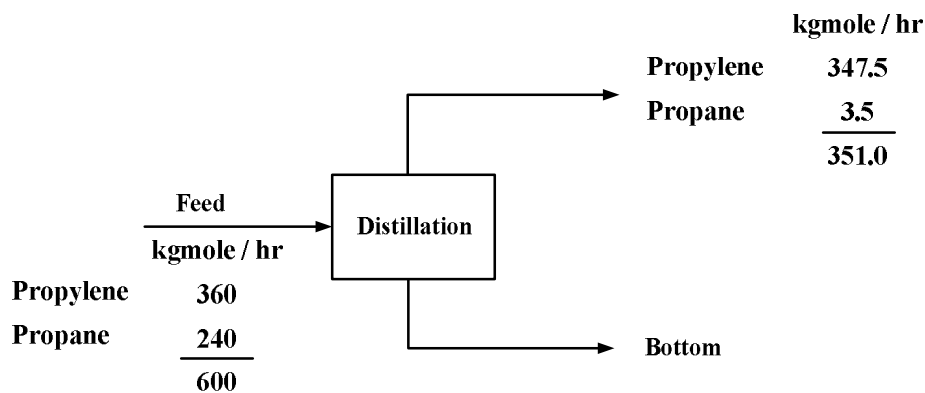 kgmole / hr
Propylene 347.5
Propane 3.5
351.0
Feed
Distillation
kgmole / hr
Propylene 360
Propane 240
600
Bottom